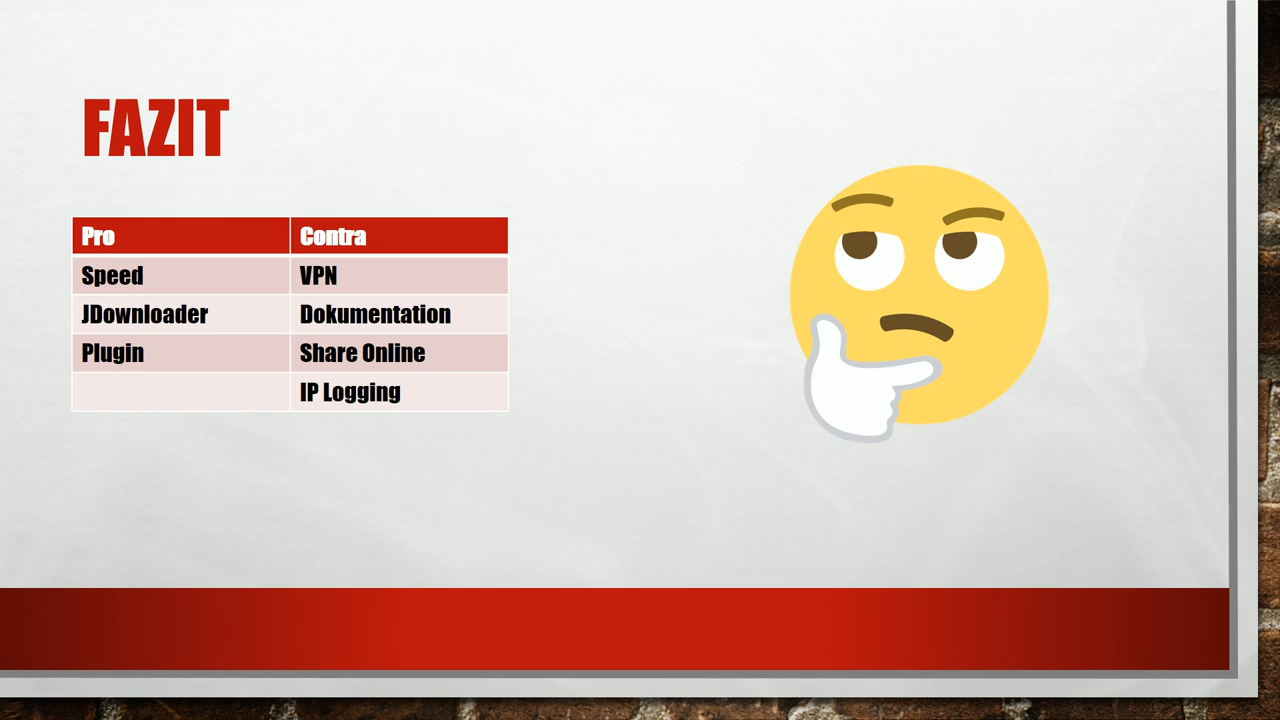 FAZIT
Pro Contra
Speed VPN
JDownloader Dokumentation
Plugin Share Online
IP Logging